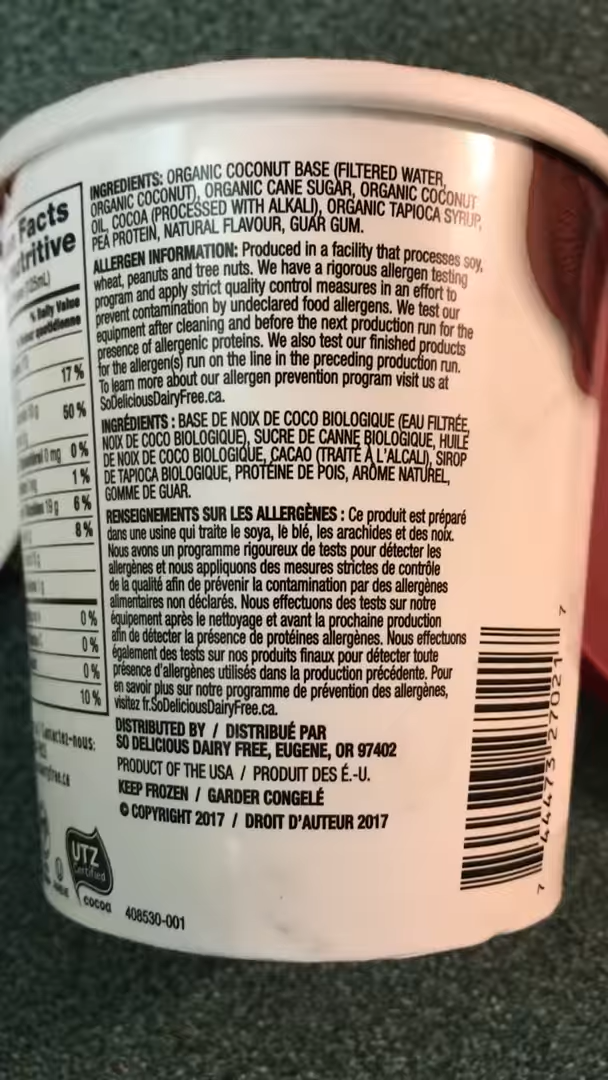 Facts
tritive
% Daily Value
17 %
50 %
0 mg 0 %
1 %
19 g 6 %
8 %
0 %
0 %
0 %
10 %
INGREDIENTS: ORGANIC COCONUT BASE (FILTERED WATER,
ORGANIC COCONUT), ORGANIC CANE SUGAR, ORGANIC COCONUT
OIL, COCOA (PROCESSED WITH ALKALI), ORGANIC TAPIOCA SYRUP,
PEA PROTEIN, NATURAL FLAVOUR, GUAR GUM.
ALLERGEN INFORMATION: Produced in a facility that processes soy,
wheat, peanuts and tree nuts. We have a rigorous allergen testing
program and apply strict quality control measures in an effort to
prevent contamination by undeclared food allergens. We test our
equipment after cleaning and before the next production run for the
presence of allergenic proteins. We also test our finished products
for the allergen(s) run on the line in the preceding production run.
To learn more about our allergen prevention program visit us at
SoDeliciousDairyFree.ca.
INGRÉDIENTS : BASE DE NOIX DE COCO BIOLOGIQUE (EAU FILTRÉE,
NOIX DE COCO BIOLOGIQUE), SUCRE DE CANNE BIOLOGIQUE, HUILE
DE NOIX DE COCO BIOLOGIQUE, CACAO (TRAITÉ À L'ALCALI), SIROP
DE TAPIOCA BIOLOGIQUE, PROTÉINE DE POIS, ARÔME NATUREL,
GOMME DE GUAR.
RENSEIGNEMENTS SUR LES ALLERGÈNES : Ce produit est préparé
dans une usine qui traite le soya, le blé, les arachides et des noix.
Nous avons un programme rigoureux de tests pour détecter les
allergènes et nous appliquons des mesures strictes de contrôle
de la qualité afin de prévenir la contamination par des allergènes
alimentaires non déclarés. Nous effectuons des tests sur notre
équipement après le nettoyage et avant la prochaine production
afin de détecter la présence de protéines allergènes. Nous effectuons
également des tests sur nos produits finaux pour détecter toute
présence d'allergènes utilisés dans la production précédente. Pour
en savoir plus sur notre programme de prévention des allergènes,
visitez fr.SoDeliciousDairyFree.ca.
DISTRIBUTED BY / DISTRIBUÉ PAR
SO DELICIOUS DAIRY FREE, EUGENE, OR 97402
PRODUCT OF THE USA / PRODUIT DES É.-U.
KEEP FROZEN / GARDER CONGELÉ
© COPYRIGHT 2017 / DROIT D'AUTEUR 2017
UTZ
Certified
cocoa
408530-001
7 44473 27021 7